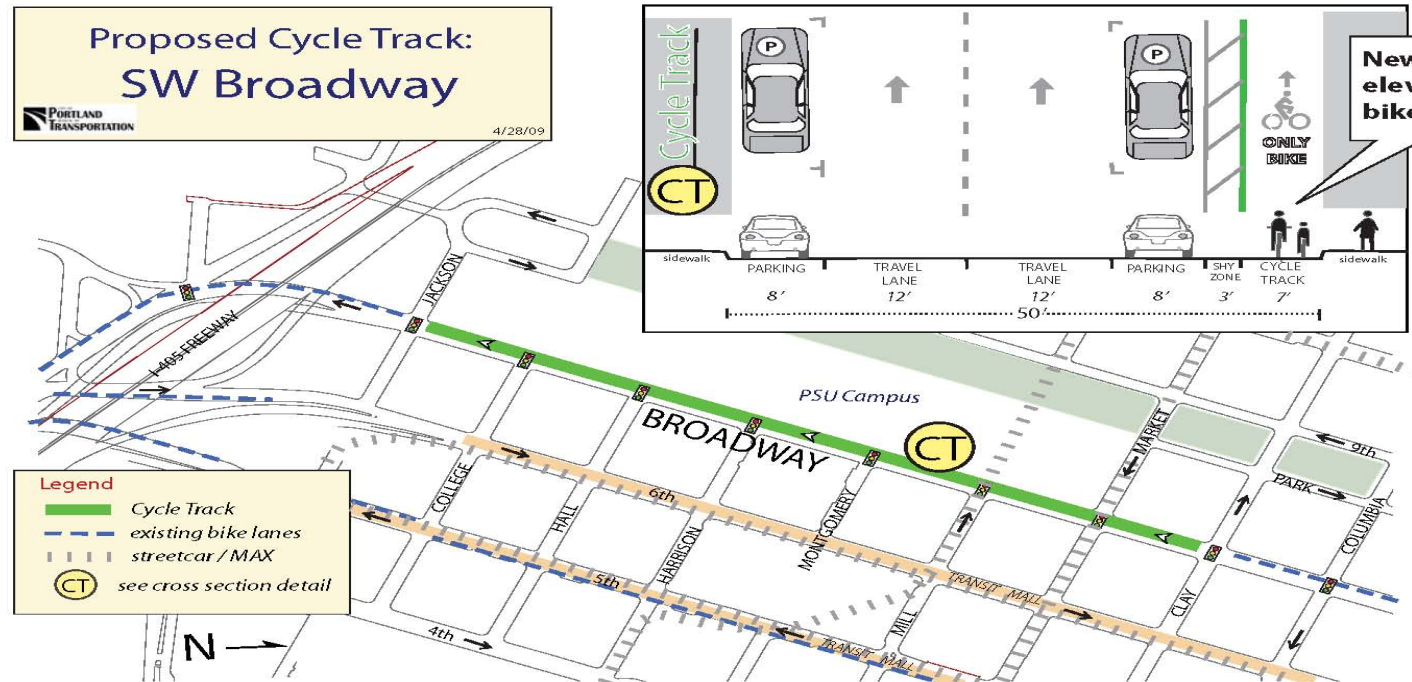 Proposed Cycle Track:
SW Broadway
PORTLAND
TRANSPORTATION
4/28/09
Cycle Track
CT
P
P
ONLY
BIKE
New
elev
bike
sidewalk
PARKING
TRAVEL
LANE
TRAVEL
LANE
PARKING
SHY
ZONE
CYCLE
TRACK
sidewalk
8'
12'
12'
8'
3'
7'
50'
JACKSON
I-405 FREEWAY
PSU Campus
BROADWAY
CT
MARKET
9th
PARK
COLUMBIA
COLLEGE
HALL
HARRISON
MONTGOMERY
MILL
CLAY
6th
TRANSIT MALL
5th
TRANSIT MALL
4th
Legend
Cycle Track
existing bike lanes
streetcar / MAX
CT see cross section detail
N